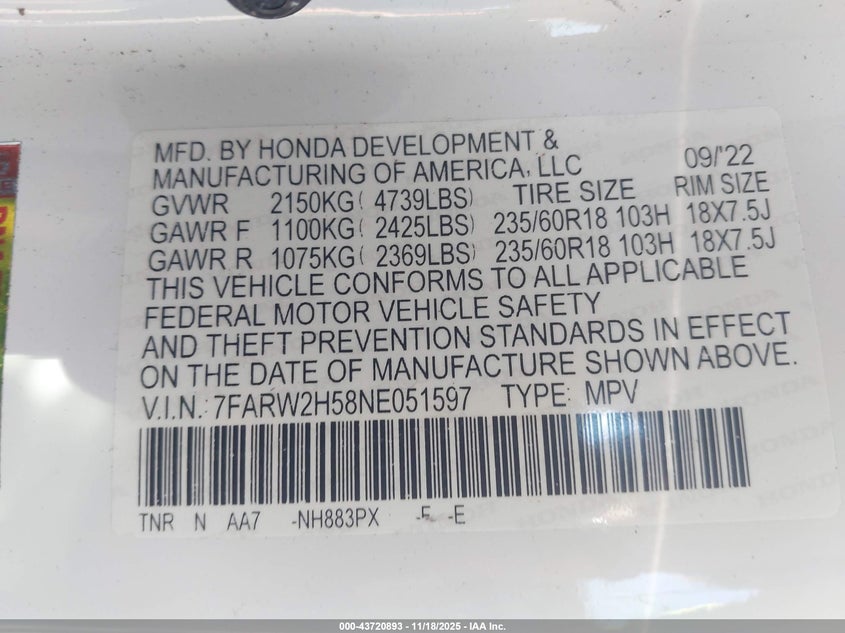 MFD. BY HONDA DEVELOPMENT &
MANUFACTURING OF AMERICA, LLC 09/'22
GVWR 2150KG( 4739LBS) TIRE SIZE RIM SIZE
GAWR F 1100KG( 2425LBS) 235/60R18 103H 18X7.5J
GAWR R 1075KG( 2369LBS) 235/60R18 103H 18X7.5J
THIS VEHICLE CONFORMS TO ALL APPLICABLE
FEDERAL MOTOR VEHICLE SAFETY
AND THEFT PREVENTION STANDARDS IN EFFECT
ON THE DATE OF MANUFACTURE SHOWN ABOVE.
V.I.N.: 7FARW2H58NE051597 TYPE: MPV
TNR N AA7 -NH883PX -F -E
000-43720893 - 11/18/2025 - IAA Inc.